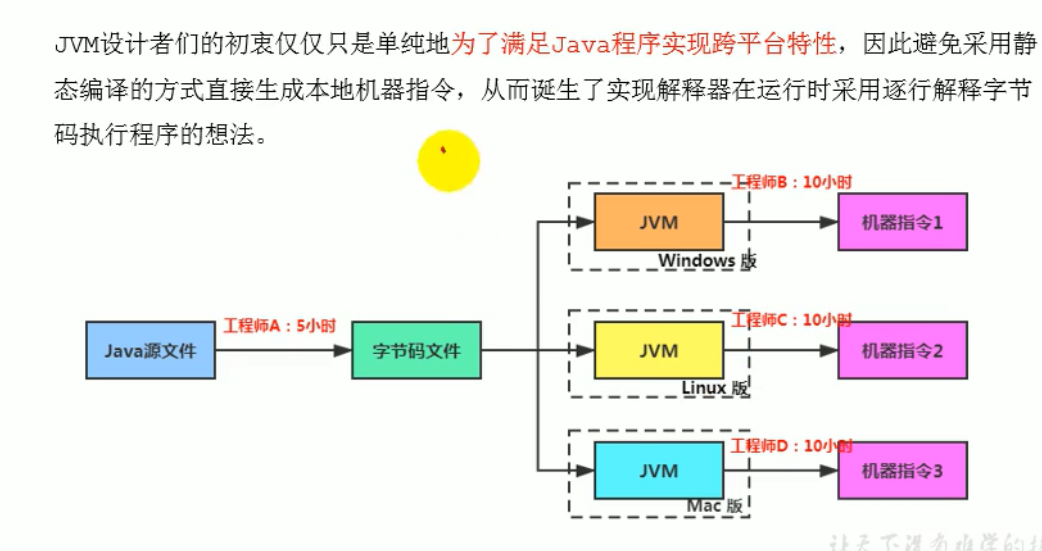 JVM设计者们的初衷仅仅只是单纯地为了满足Java程序实现跨平台特性，因此避免采用静
态编译的方式直接生成本地机器指令，从而诞生了实现解释器在运行时采用逐行解释字节
码执行程序的想法。
工程师B：10小时
JVM
机器指令1
Windows 版
工程师A：5小时
工程师C：10小时
Java源文件
字节码文件
JVM
机器指令2
Linux 版
工程师D：10小时
JVM
机器指令3
Mac 版
让天下没有难学的